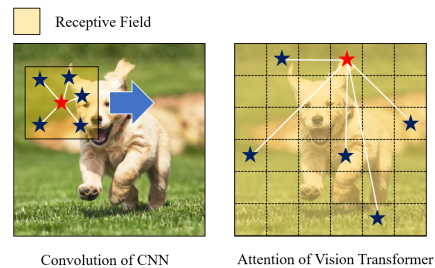 Receptive Field
Convolution of CNN
Attention of Vision Transformer